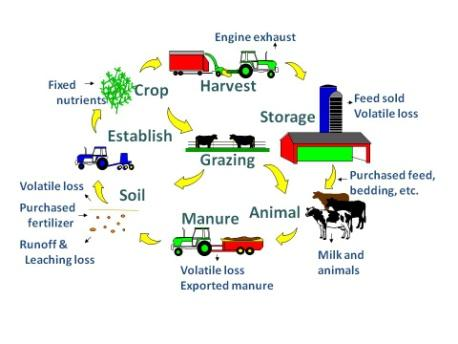 Engine exhaust
Fixed
nutrients
Crop
Harvest
Storage
Feed sold
Volatile loss
Establish
Grazing
Purchased feed,
bedding, etc.
Volatile loss
Purchased
fertilizer
Runoff &
Leaching loss
Soil
Manure
Animal
Volatile loss
Exported manure
Milk and
animals